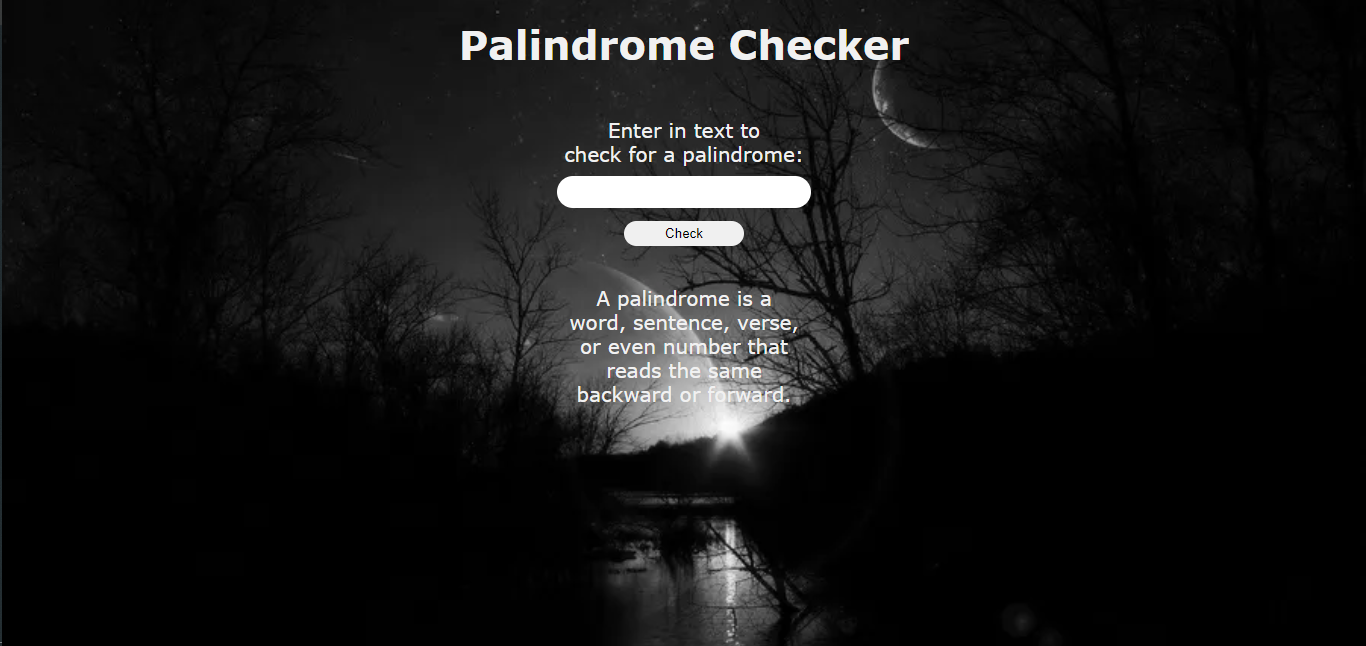 Palindrome Checker
Enter in text to
check for a palindrome:
Check
A palindrome is a
word, sentence, verse,
or even number that
reads the same
backward or forward.